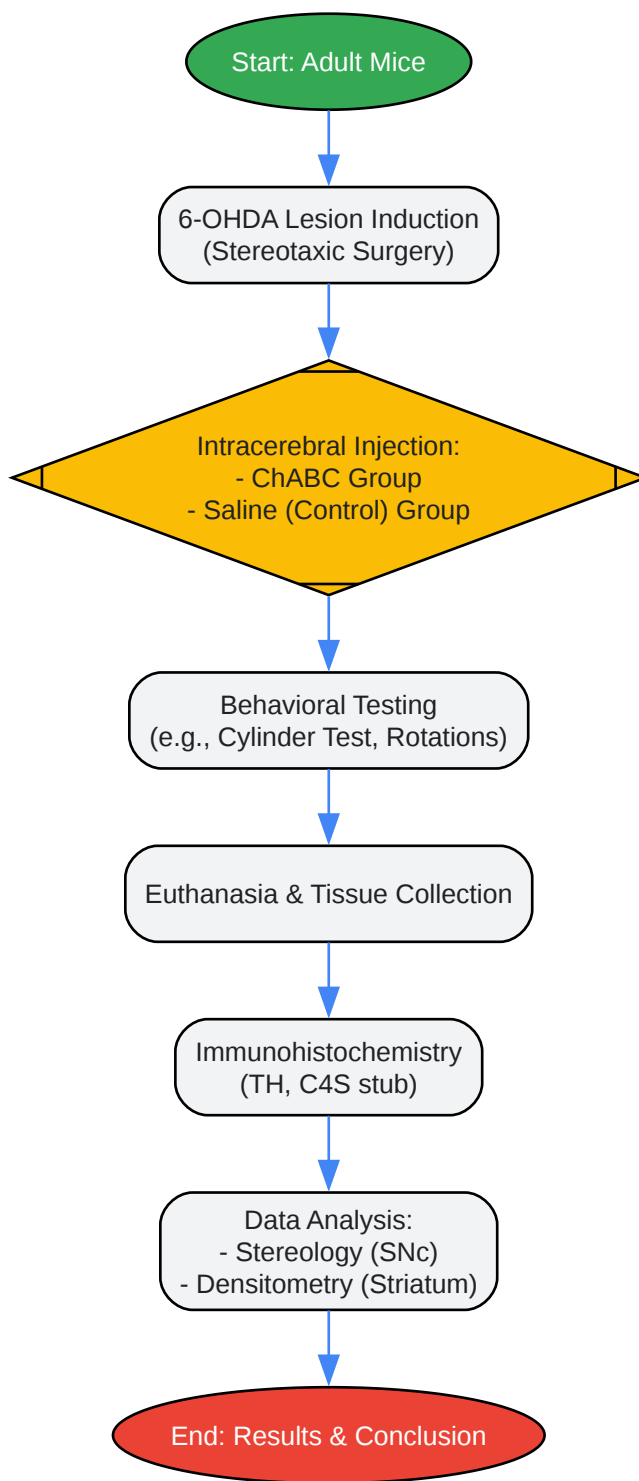 Start: Adult Mice
6-OHDA Lesion Induction
(Stereotaxic Surgery)
Intracerebral Injection:
- ChABC Group
- Saline (Control) Group
Behavioral Testing
(e.g., Cylinder Test, Rotations)
Euthanasia & Tissue Collection
Immunohistochemistry
(TH, C4S stub)
Data Analysis:
- Stereology (SNc)
- Densitometry (Striatum)
End: Results & Conclusion